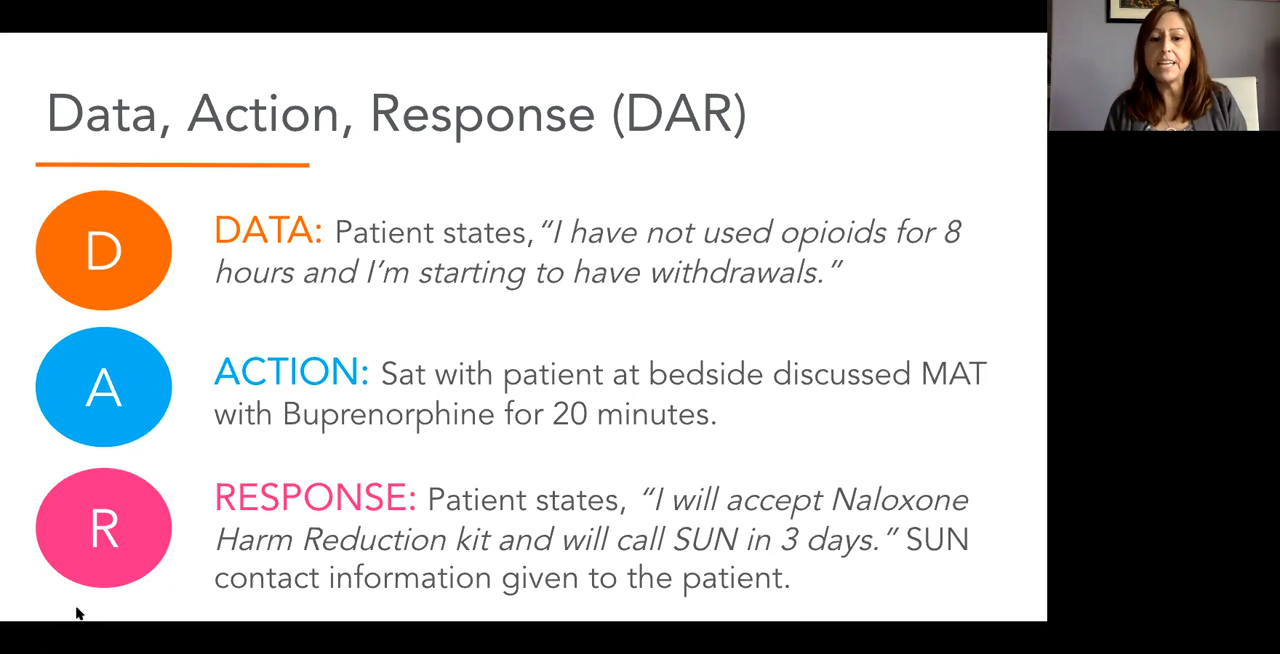 Data, Action, Response (DAR)
D
DATA: Patient states, “I have not used opioids for 8
hours and I’m starting to have withdrawals.”
A
ACTION: Sat with patient at bedside discussed MAT
with Buprenorphine for 20 minutes.
R
RESPONSE: Patient states, “I will accept Naloxone
Harm Reduction kit and will call SUN in 3 days.” SUN
contact information given to the patient.